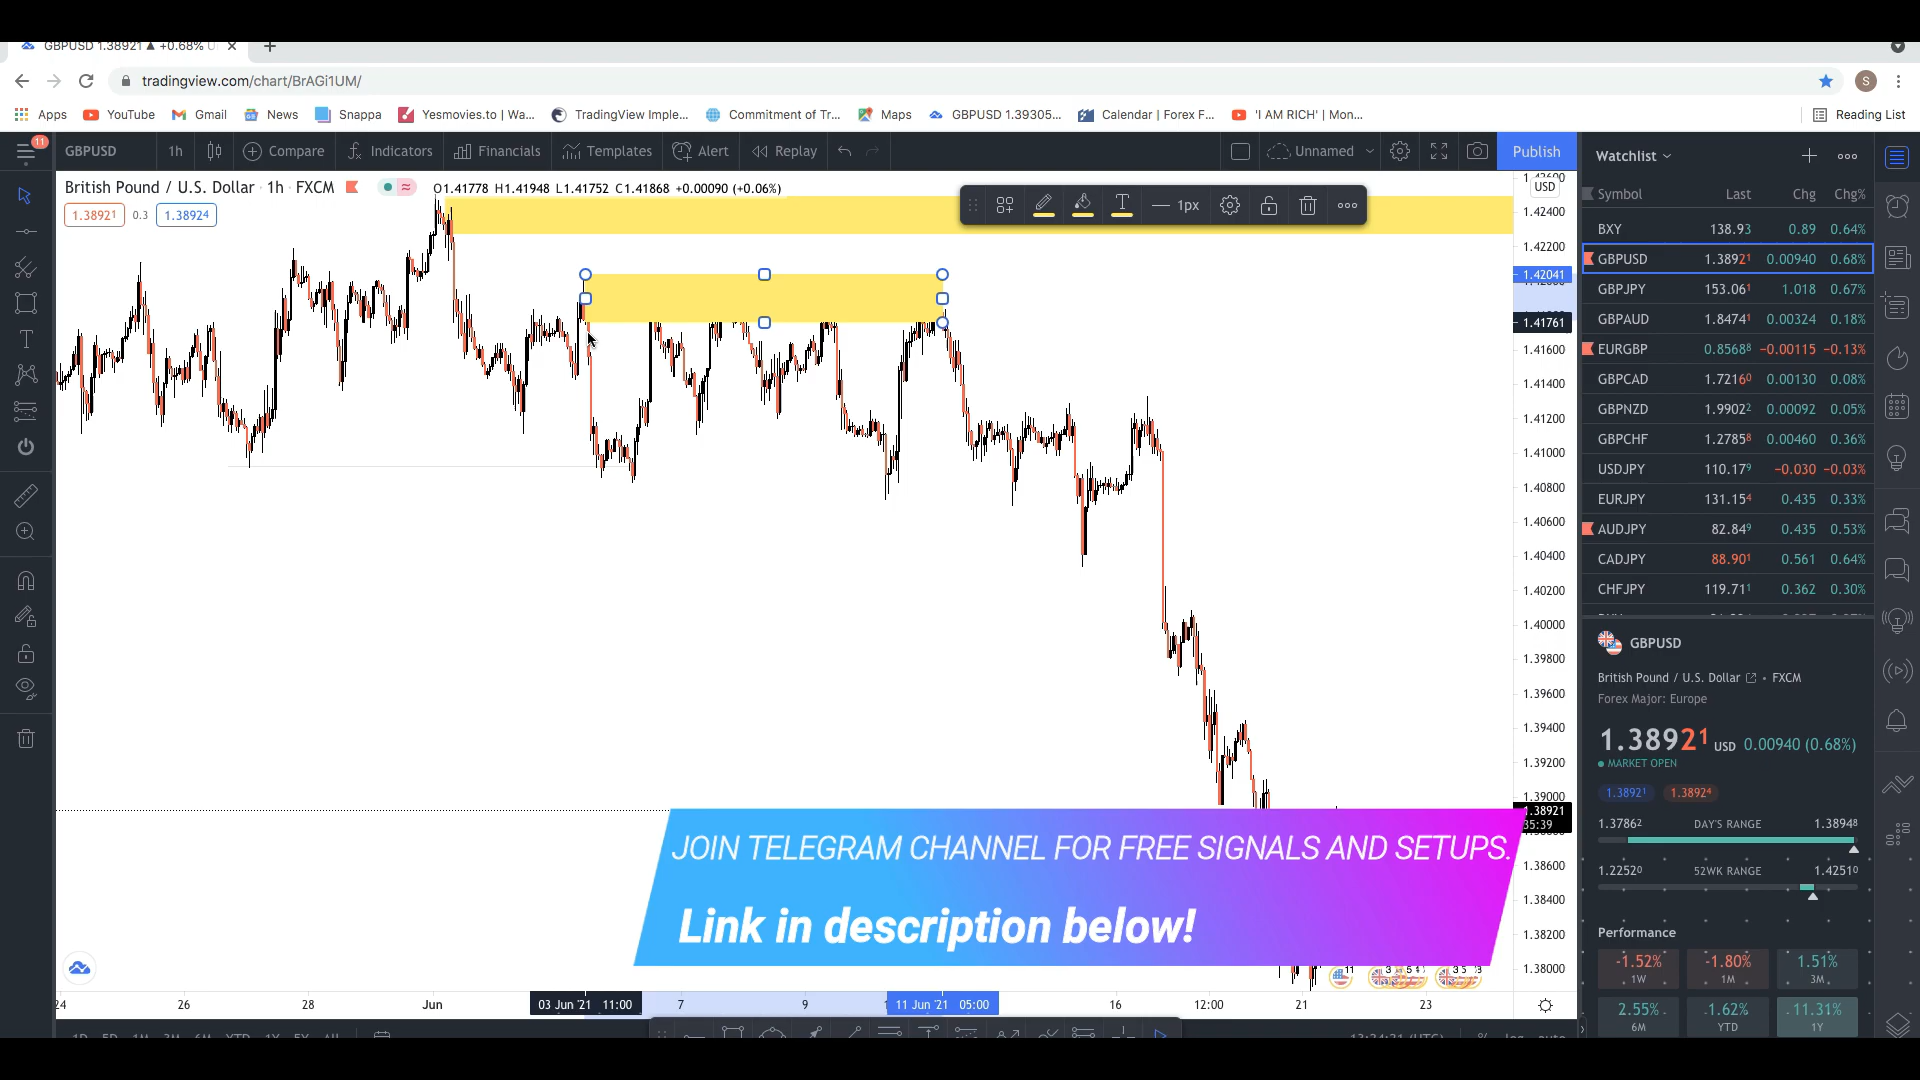 GBPUSD 1.38921 ▲ +0.68% U
tradingview.com/chart/BrAGi1UM/
S
Apps YouTube Gmail News Snappa Yesmovies.to | Wa... TradingView Imple... Commitment of Tr... Maps GBPUSD 1.39305... Calendar | Forex F... 'I AM RICH' | Mon... Reading List
11
GBPUSD 1h Compare Indicators Financials Templates Alert Replay Unnamed Publish
British Pound / U.S. Dollar · 1h · FXCM O1.41778 H1.41948 L1.41752 C1.41868 +0.00090 (+0.06%)
1.38921 0.3 1.38924
1px
USD
1.42600
1.42400
1.42200
1.42041
1.41761
1.41600
1.41400
1.41200
1.41000
1.40800
1.40600
1.40400
1.40200
1.40000
1.39800
1.39600
1.39400
1.39200
1.39000
1.38921
35:39
1.38600
1.38400
1.38200
1.38000
JOIN TELEGRAM CHANNEL FOR FREE SIGNALS AND SETUPS.
Link in description below!
24 26 28 Jun 03 Jun '21 11:00 7 9 11 Jun '21 05:00 16 12:00 21 23
Watchlist
Symbol Last Chg Chg%
BXY 138.93 0.89 0.64%
GBPUSD 1.38921 0.00940 0.68%
GBPJPY 153.061 1.018 0.67%
GBPAUD 1.84741 0.00324 0.18%
EURGBP 0.85688 −0.00115 −0.13%
GBPCAD 1.72160 0.00130 0.08%
GBPNZD 1.99022 0.00092 0.05%
GBPCHF 1.27858 0.00460 0.36%
USDJPY 110.179 −0.030 −0.03%
EURJPY 131.154 0.435 0.33%
AUDJPY 82.849 0.435 0.53%
CADJPY 88.901 0.561 0.64%
CHFJPY 119.711 0.362 0.30%
GBPUSD
British Pound / U.S. Dollar • FXCM
Forex Major: Europe
1.38921 USD 0.00940 (0.68%)
MARKET OPEN
1.38921 1.38924
1.37862 DAY'S RANGE 1.38948
1.22520 52WK RANGE 1.42510
Performance
-1.52% -1.80% 1.51%
1W 1M 3M
2.55% 1.62% 11.31%
6M YTD 1Y